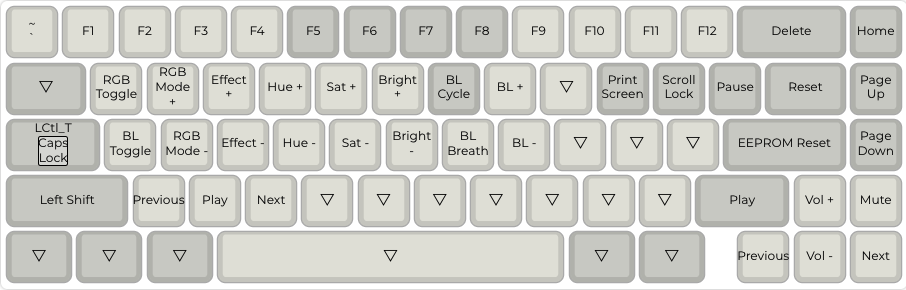 ~
` F1 F2 F3 F4 F5 F6 F7 F8 F9 F10 F11 F12 Delete Home
▽ RGB Toggle RGB Mode + Effect + Hue + Sat + Bright + BL Cycle BL + ▽ Print Screen Scroll Lock Pause Reset Page Up
LCtl_T Caps Lock BL Toggle RGB Mode - Effect - Hue - Sat - Bright - BL Breath BL - ▽ ▽ ▽ EEPROM Reset Page Down
Left Shift Previous Play Next ▽ ▽ ▽ ▽ ▽ ▽ ▽ Play Vol + Mute
▽ ▽ ▽ ▽ ▽ ▽ Previous Vol - Next